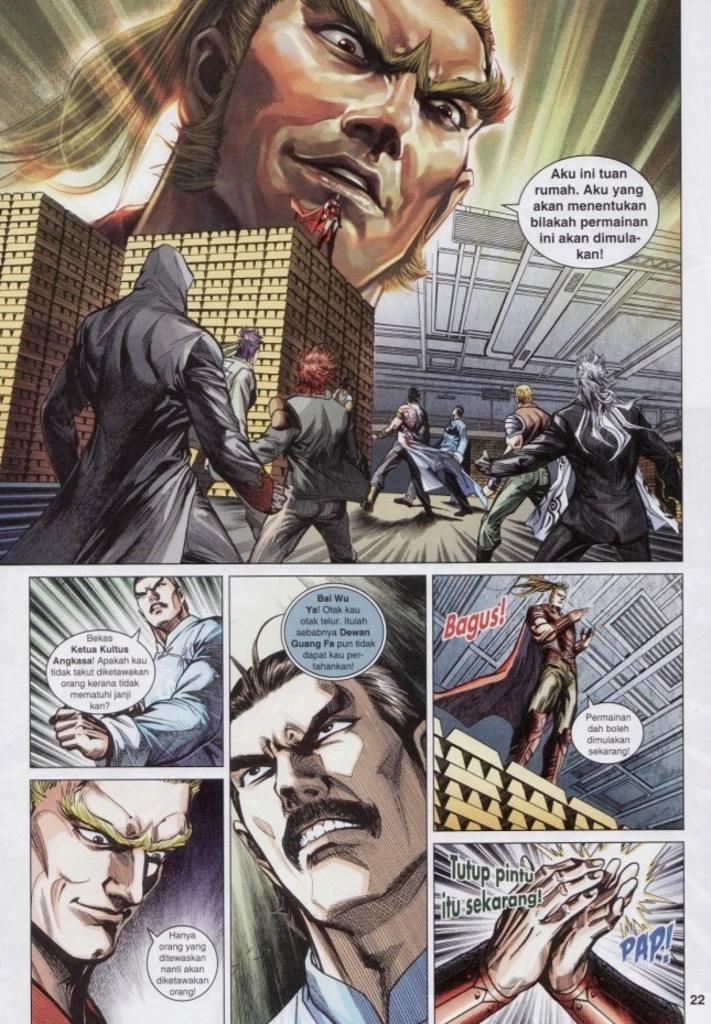 Aku ini tuan
rumah. Aku yang
akan menentukan
bilakah permainan
ini akan dimula-
kan!
Bekas
Ketua Kultus
Angkasa! Apakah kau
tidak takut diketawakan
orang kerana tidak
mematuhi janji
kan?
Hanya
orang yang
ditewaskan
nanti akan
diketawakan
orang!
Bai Wu
Ya! Otak kau
otak telur. Itulah
sebabnya Dewan
Guang Fa pun tidak
dapat kau per-
tahankan!
Bagus!
Permainan
dah boleh
dimulakan
sekarang!
Tutup pintu
itu sekarang!
PAP!
22